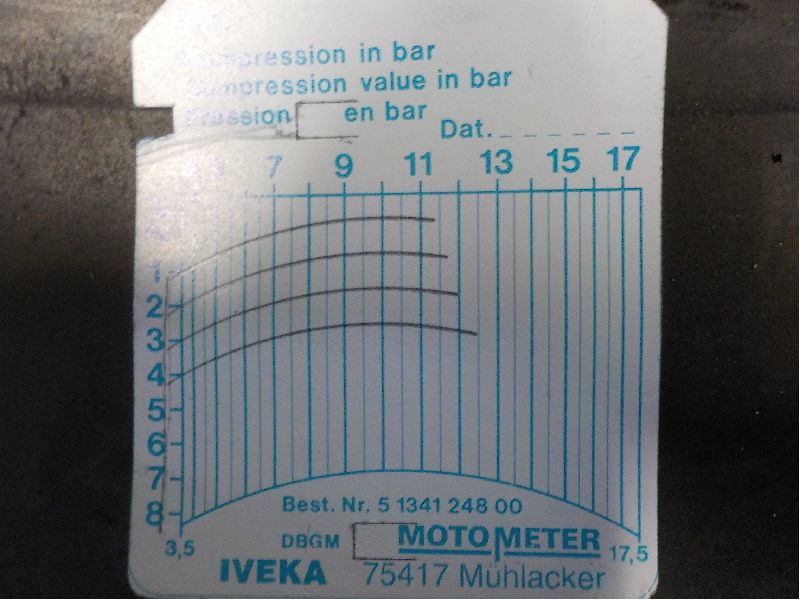 Compression in bar
Compression value in bar
Pression en bar
Dat.
7 9 11 13 15 17
2
3
4
5
6
7
8
3,5
17,5
Best. Nr. 5 1341 248 00
DBGM MOTOMETER
IVEKA 75417 Mühlacker